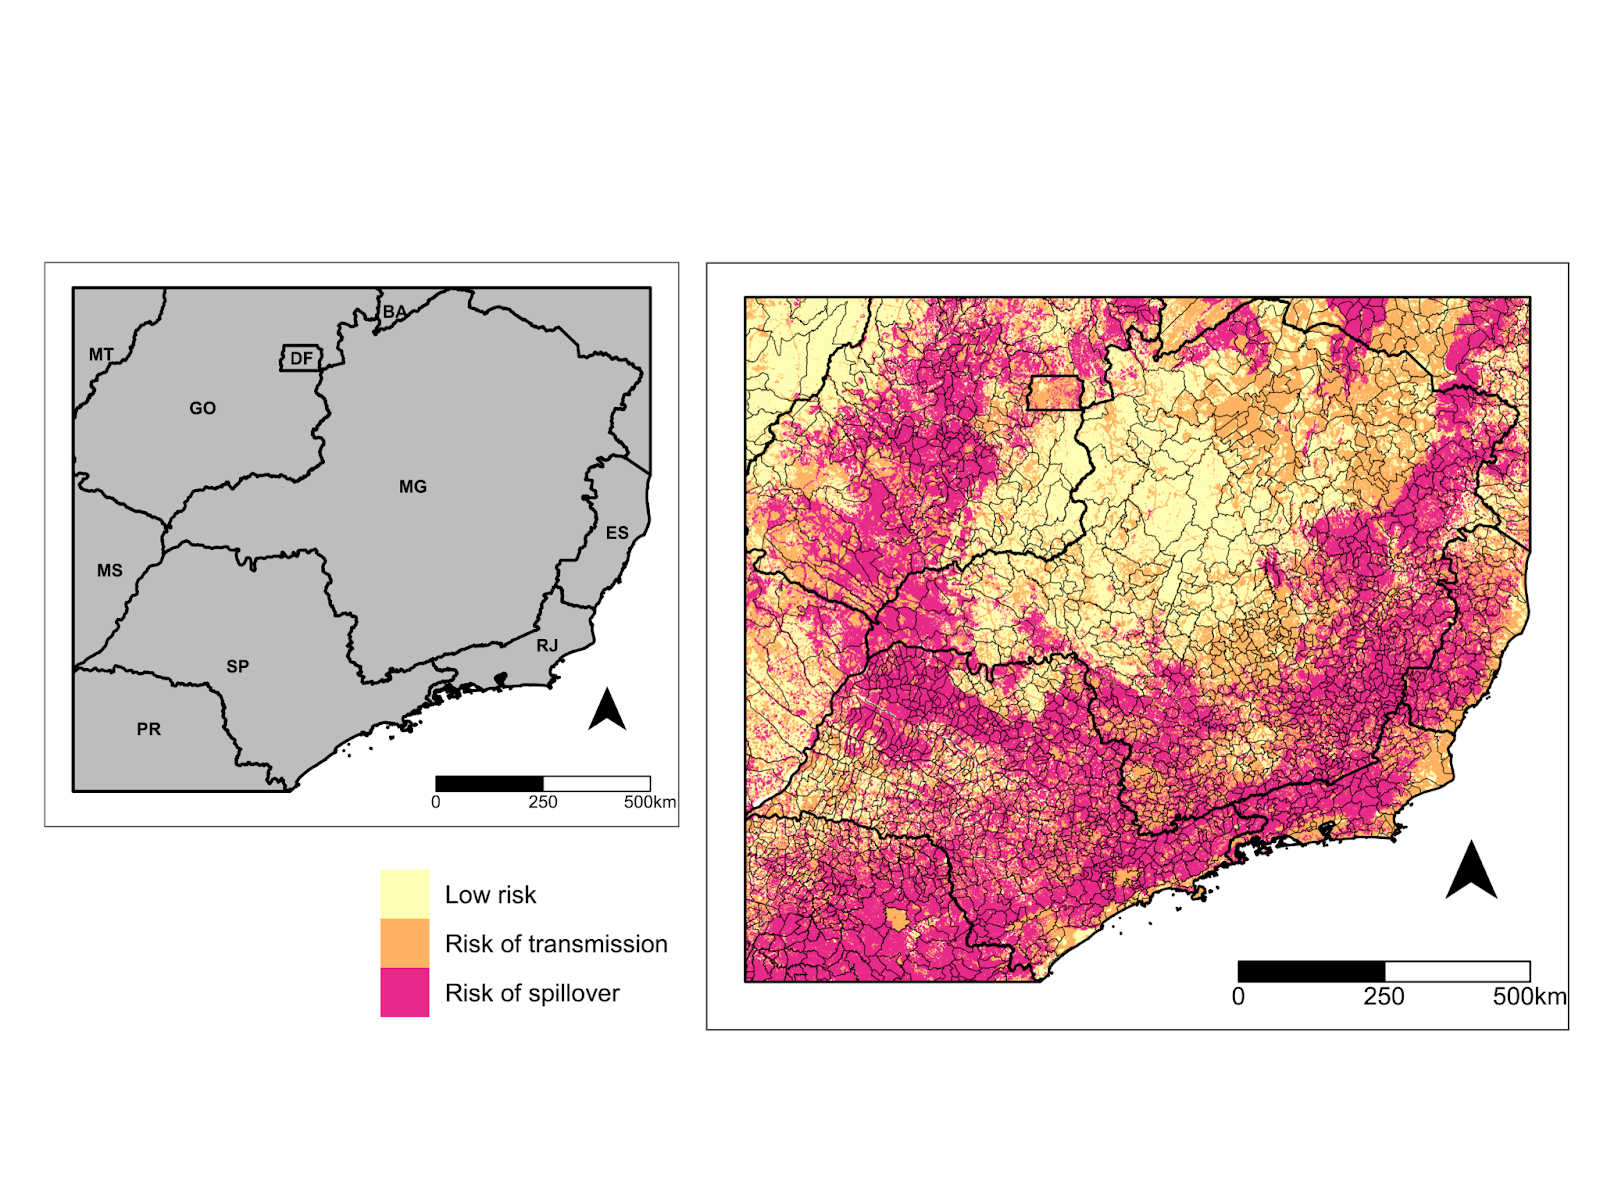 BA
MT
DF
GO
MG
ES
MS
RJ
SP
PR
0 250 500km
Low risk
Risk of transmission
Risk of spillover
0 250 500km